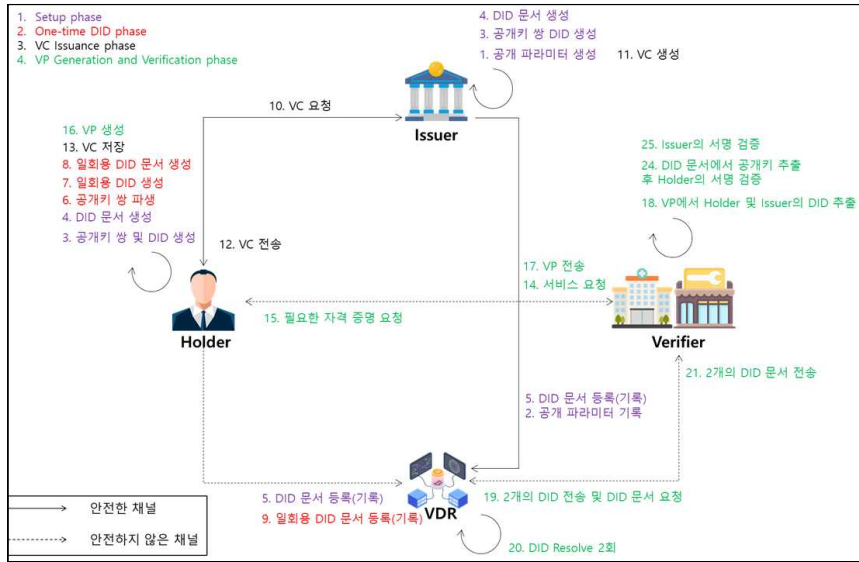 1. Setup phase
2. One-time DID phase
3. VC Issuance phase
4. VP Generation and Verification phase
4. DID 문서 생성
3. 공개키 쌍 DID 생성
1. 공개 파라미터 생성
11. VC 생성
10. VC 요청
Issuer
16. VP 생성
13. VC 저장
8. 일회용 DID 문서 생성
7. 일회용 DID 생성
6. 공개키 쌍 파생
4. DID 문서 생성
3. 공개키 쌍 및 DID 생성
12. VC 전송
25. Issuer의 서명 검증
24. DID 문서에서 공개키 추출
후 Holder의 서명 검증
18. VP에서 Holder 및 Issuer의 DID 추출
17. VP 전송
14. 서비스 요청
15. 필요한 자격 증명 요청
Holder
Verifier
21. 2개의 DID 문서 전송
5. DID 문서 등록(기록)
2. 공개 파라미터 기록
5. DID 문서 등록(기록)
9. 일회용 DID 문서 등록(기록)
VDR
19. 2개의 DID 전송 및 DID 문서 요청
20. DID Resolve 2회
안전한 채널
안전하지 않은 채널